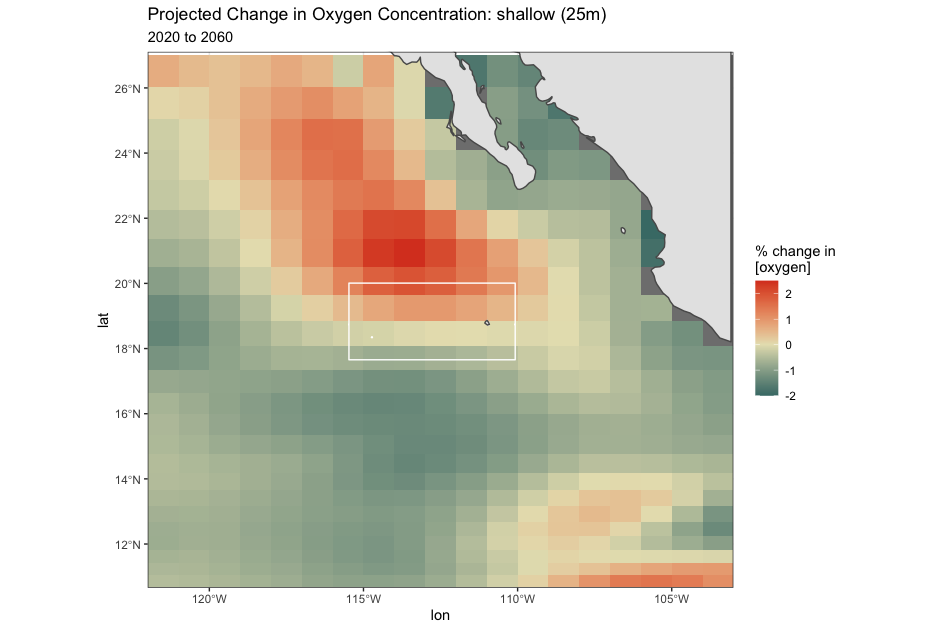 Projected Change in Oxygen Concentration: shallow (25m)
2020 to 2060
26°N
24°N
22°N
20°N
18°N
16°N
14°N
12°N
lat
120°W
115°W
110°W
105°W
lon
% change in
[oxygen]
2
1
0
-1
-2